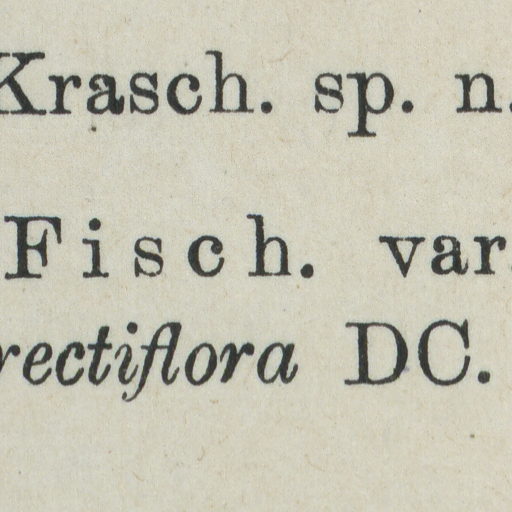 Krasch. sp. n.
Fisch. var.
rectiflora DC.